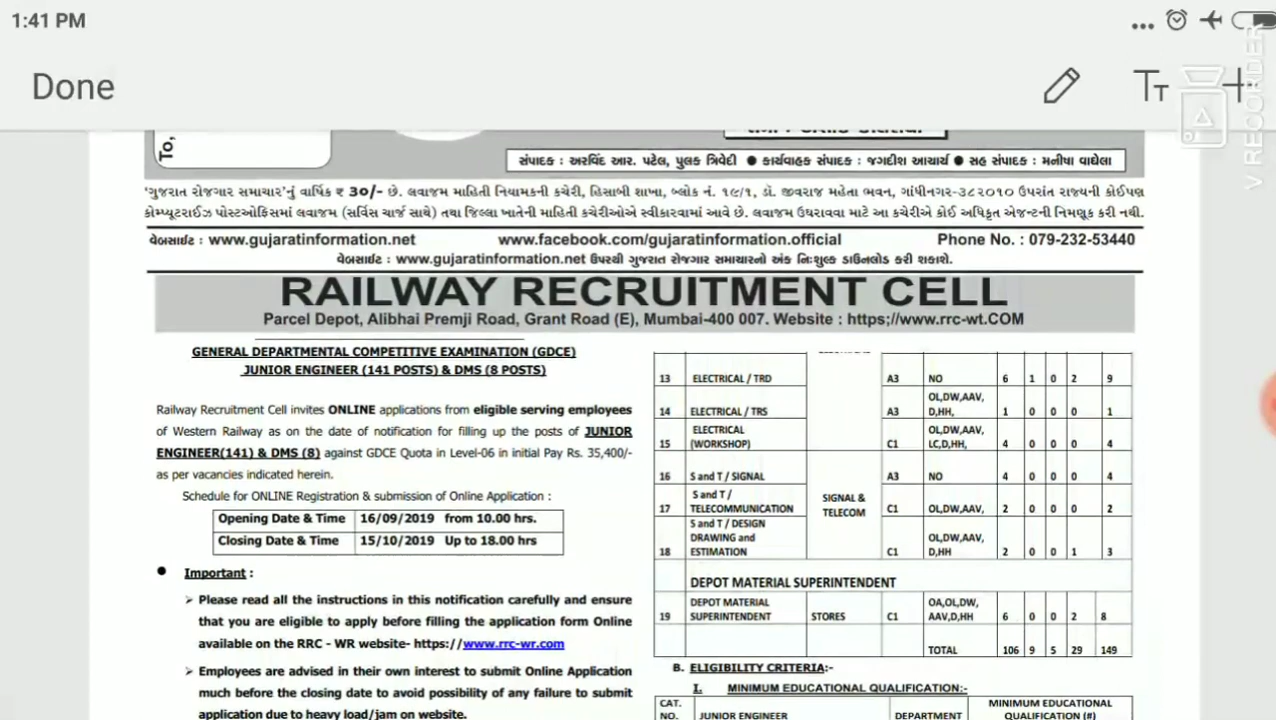 1:41 PM
Done
TT
V RECORDER
To,
સંપાદક : અરવિંદ આર. પટેલ, પુલક ત્રિવેદી ● કાર્યવાહક સંપાદક : જગદીશ આચાર્ય ● સહ સંપાદક : મનીષા વાઘેલા
'ગુજરાત રોજગાર સમાચાર'નું વાર્ષિક ₹ 30/- છે. લવાજમ માહિતી નિયામકની કચેરી, હિસાબી શાખા, બ્લોક નં. ૧૯/૧, ડૉ. જીવરાજ મહેતા ભવન, ગાંધીનગર-૩૮૨૦૧૦ ઉપરાંત રાજ્યની કોઈપણ
કોમ્પ્યુટરાઈઝ પોસ્ટઓફિસમાં લવાજમ (સર્વિસ ચાર્જ સાથે) તથા જિલ્લા ખાતેની માહિતી કચેરીઓએ સ્વીકારવામાં આવે છે. લવાજમ ઉઘરાવવા માટે આ કચેરીએ કોઈ અધિકૃત એજન્ટની નિમણૂક કરી નથી.
વેબસાઈટ : www.gujaratinformation.net www.facebook.com/gujaratinformation.official Phone No. : 079-232-53440
વેબસાઈટ : www.gujaratinformation.net ઉપરથી ગુજરાત રોજગાર સમાચારનો અંક નિઃશુલ્ક ડાઉનલોડ કરી શકાશે.
RAILWAY RECRUITMENT CELL
Parcel Depot, Alibhai Premji Road, Grant Road (E), Mumbai-400 007. Website : https;//www.rrc-wt.COM
GENERAL DEPARTMENTAL COMPETITIVE EXAMINATION (GDCE)
JUNIOR ENGINEER (141 POSTS) & DMS (8 POSTS)
Railway Recruitment Cell invites ONLINE applications from eligible serving employees
of Western Railway as on the date of notification for filling up the posts of JUNIOR
ENGINEER(141) & DMS (8) against GDCE Quota in Level-06 in initial Pay Rs. 35,400/-
as per vacancies indicated herein.
Schedule for ONLINE Registration & submission of Online Application :
Opening Date & Time 16/09/2019 from 10.00 hrs.
Closing Date & Time 15/10/2019 Up to 18.00 hrs
● Important :
➢ Please read all the instructions in this notification carefully and ensure
that you are eligible to apply before filling the application form Online
available on the RRC - WR website- https://www.rrc-wr.com
➢ Employees are advised in their own interest to submit Online Application
much before the closing date to avoid possibility of any failure to submit
application due to heavy load/jam on website.
13 ELECTRICAL / TRD A3 NO 6 1 0 2 9
OL,DW,AAV,
14 ELECTRICAL / TRS A3 D,HH, 1 0 0 0 1
ELECTRICAL OL,DW,AAV,
15 (WORKSHOP) C1 LC,D,HH, 4 0 0 0 4
16 S and T / SIGNAL A3 NO 4 0 0 0 4
S and T / SIGNAL &
17 TELECOMMUNICATION TELECOM C1 OL,DW,AAV, 2 0 0 0 2
S and T / DESIGN
DRAWING and OL,DW,AAV,
18 ESTIMATION C1 D,HH 2 0 0 1 3
DEPOT MATERIAL SUPERINTENDENT
DEPOT MATERIAL OA,OL,DW,
19 SUPERINTENDENT STORES C1 AAV,D,HH 6 0 0 2 8
TOTAL 106 9 5 29 149
B. ELIGIBILITY CRITERIA:-
I. MINIMUM EDUCATIONAL QUALIFICATION:-
CAT. MINIMUM EDUCATIONAL
NO. JUNIOR ENGINEER DEPARTMENT QUALIFICATION (#)